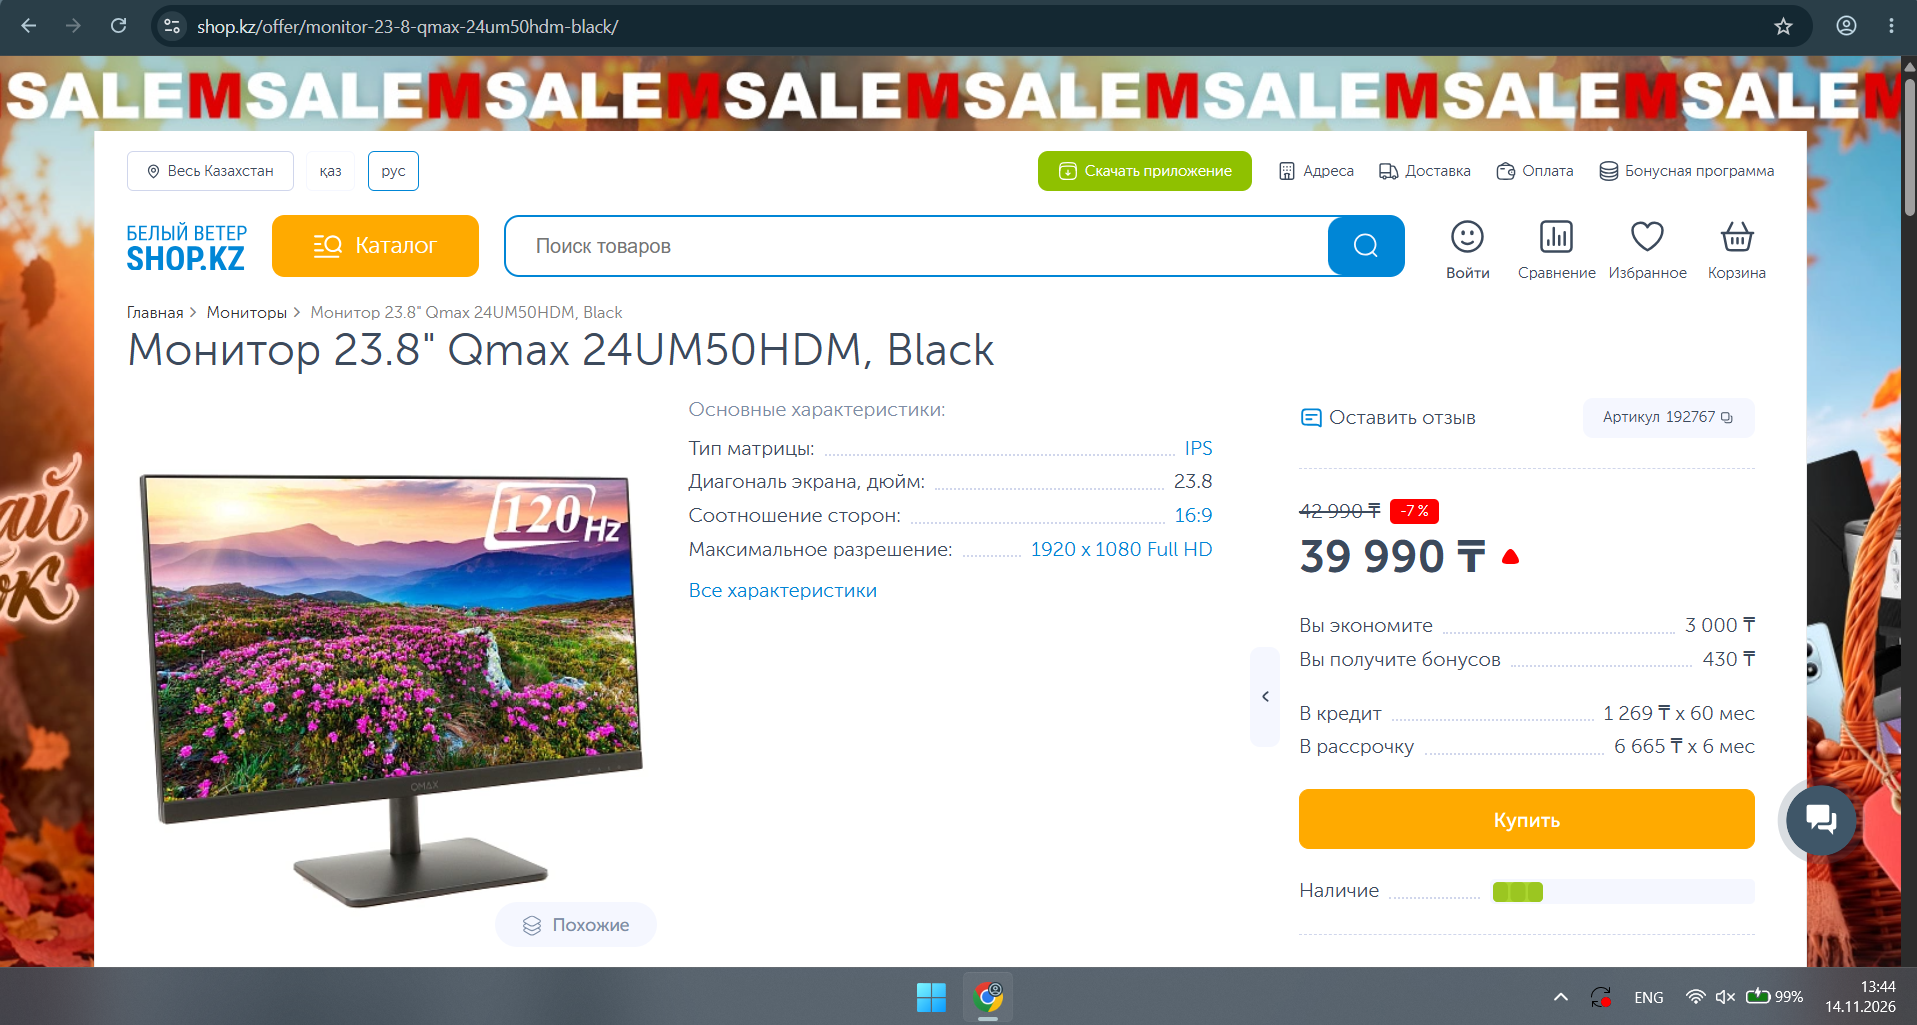 shop.kz/offer/monitor-23-8-qmax-24um50hdm-black/
SALEMSALEMSALEMSALEMSALEMSALEMSALEMSALEM
Весь Казахстан
қаз
рус
Скачать приложение
Адреса
Доставка
Оплата
Бонусная программа
БЕЛЫЙ ВЕТЕР
SHOP.KZ
Каталог
Поиск товаров
Войти
Сравнение
Избранное
Корзина
Главная
Мониторы
Монитор 23.8" Qmax 24UM50HDM, Black
Монитор 23.8" Qmax 24UM50HDM, Black
120 Hz
QMAX
Похожие
Основные характеристики:
Тип матрицы: IPS
Диагональ экрана, дюйм: 23.8
Соотношение сторон: 16:9
Максимальное разрешение: 1920 x 1080 Full HD
Все характеристики
Оставить отзыв
Артикул 192767
42 990 ₸ -7 %
39 990 ₸
Вы экономите 3 000 ₸
Вы получите бонусов 430 ₸
В кредит 1 269 ₸ x 60 мес
В рассрочку 6 665 ₸ x 6 мес
Купить
Наличие
ENG
99%
13:44
14.11.2026